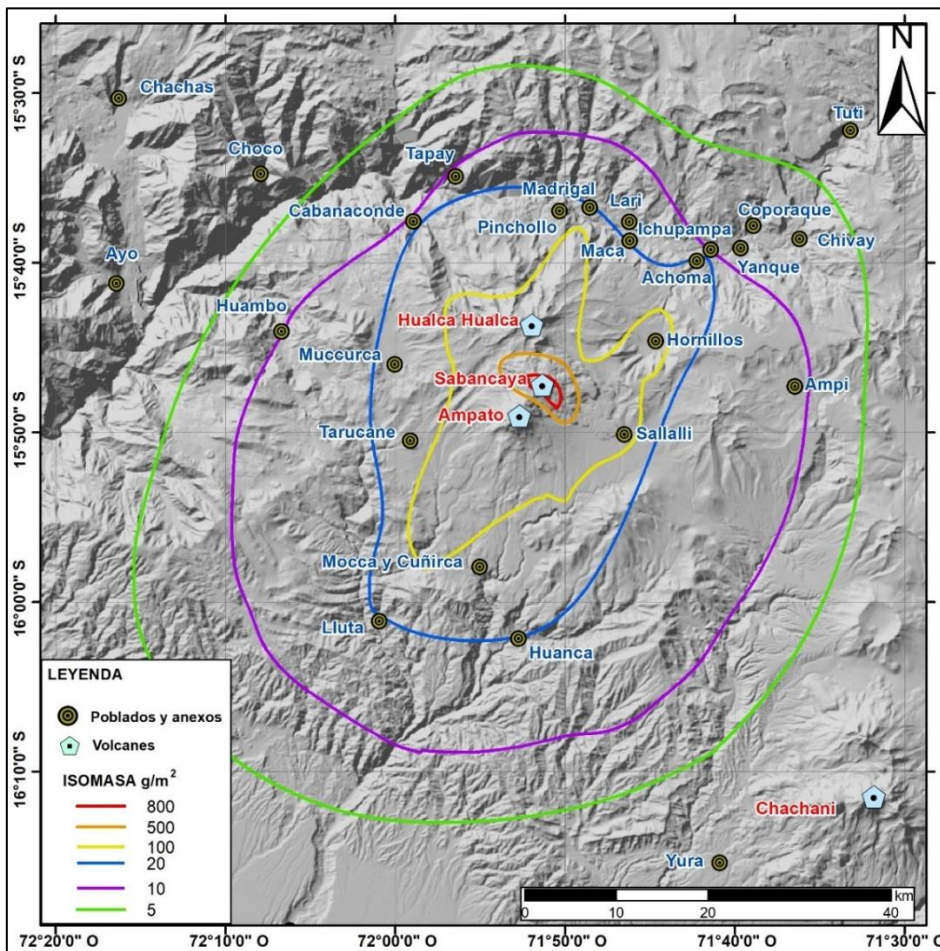 N
15°30'0" S
15°40'0" S
15°50'0" S
16°00'0" S
16°10'0" S
Chachas
Tuti
Choco
Tapay
Madrigal
Lari
Cabanaconde
Pinchollo
Ichupampa
Coporaque
Maca
Chivay
Ayo
Achoma
Yanque
Huambo
Hualca Hualca
Hornillos
Muccurca
Sabancaya
Ampi
Ampato
Tarucane
Sallalli
Mocca y Cuñirca
Lluta
Huanca
Chachani
Yura
LEYENDA
Poblados y anexos
Volcanes
ISOMASA g/m²
800
500
100
20
10
5
km
0 10 20 40
72°20'0" O 72°10'0" O 72°00'0" O 71°50'0" O 71°40'0" O 71°30'0" O